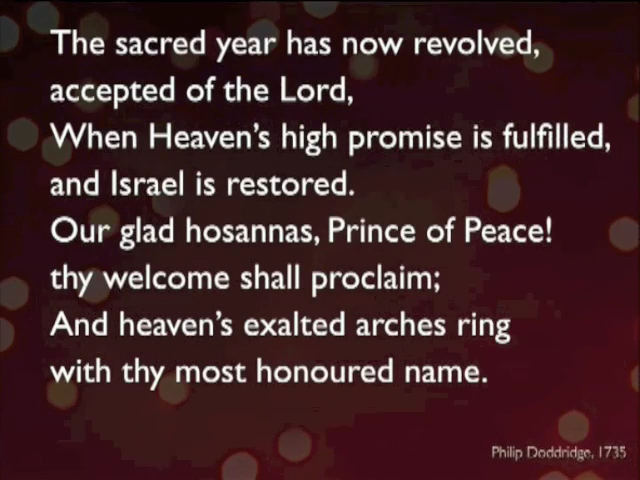 The sacred year has now revolved,
accepted of the Lord,
When Heaven's high promise is fulfilled,
and Israel is restored.
Our glad hosannas, Prince of Peace!
thy welcome shall proclaim;
And heaven's exalted arches ring
with thy most honoured name.
Philip Doddridge, 1735